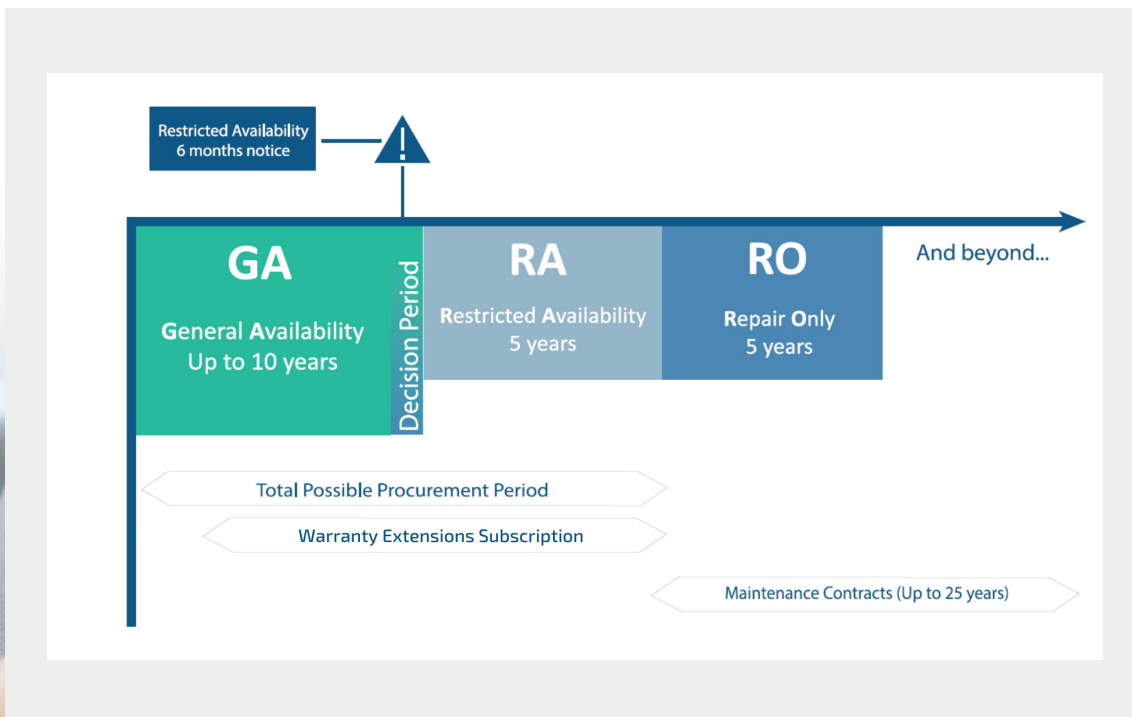 Restricted Availability
6 months notice
!
GA
General Availability
Up to 10 years
Decision Period
RA
Restricted Availability
5 years
RO
Repair Only
5 years
And beyond...
Total Possible Procurement Period
Warranty Extensions Subscription
Maintenance Contracts (Up to 25 years)